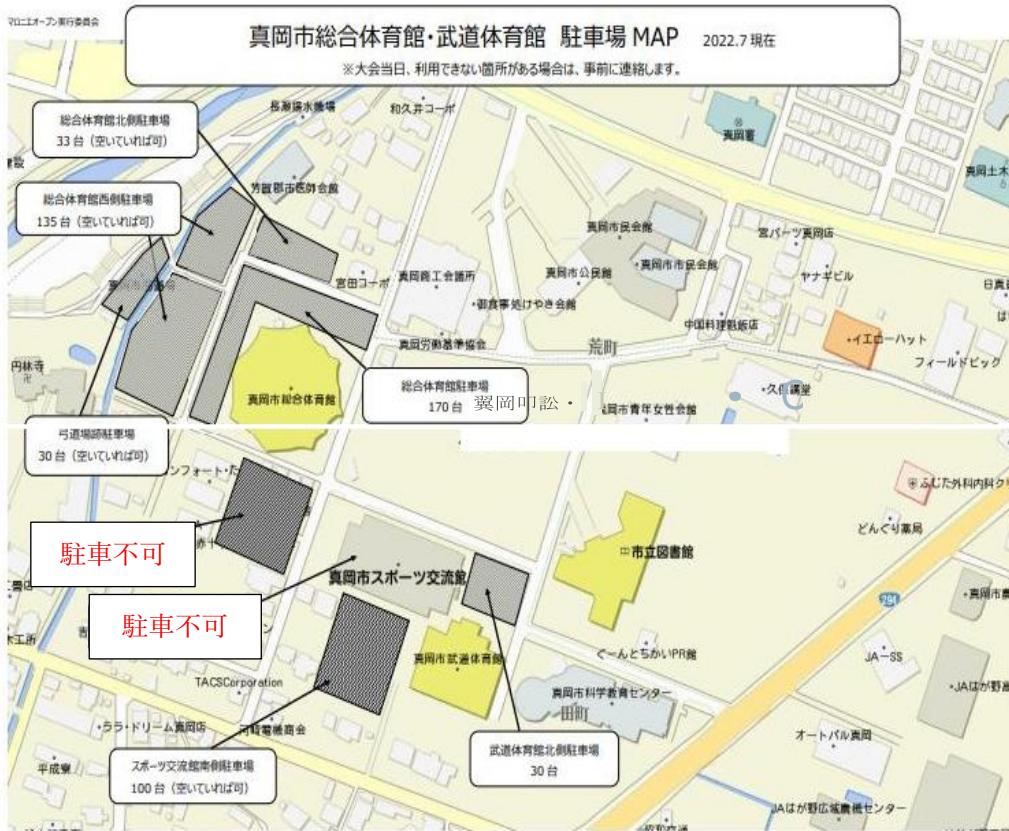 マロニエオープン実行委員会
真岡市総合体育館・武道体育館 駐車場 MAP 2022.7 現在
※大会当日、利用できない箇所がある場合は、事前に連絡します。
総合体育館北側駐車場
33 台（空いていれば可）
長瀬揚水機場
和久井コーポ
真岡署
真岡土木
芳賀郡市医師会館
総合体育館西側駐車場
135 台（空いていれば可）
真岡市民会館
宮パーツ真岡店
・真岡市市民会館
真岡市公民館
ヤナギビル
宮田コーポ
真岡商工会議所
・御食事処けやき会館
真岡労働基準協会
荒町
・イエローハット
フィールドピック
円林寺
総合体育館駐車場
170 台
真岡市総合体育館
翼岡叩訟・
・久保講堂
真岡市青年女性会館
弓道場跡駐車場
30 台（空いていれば可）
駐車不可
駐車不可
真岡市スポーツ交流館
市立図書館
ふじた外科内科ク
どんぐり薬局
294
真岡市武道体育館
ぐーんとちかいPR館
JA－SS
・JAはが野
TACSCorporation
真岡市科学教育センター
田町
・ララ・ドリーム真岡店
河崎電機商会
オートパル真岡
平成寮
スポーツ交流館南側駐車場
100 台（空いていれば可）
武道体育館北側駐車場
30 台
JAはが野広域農機センター